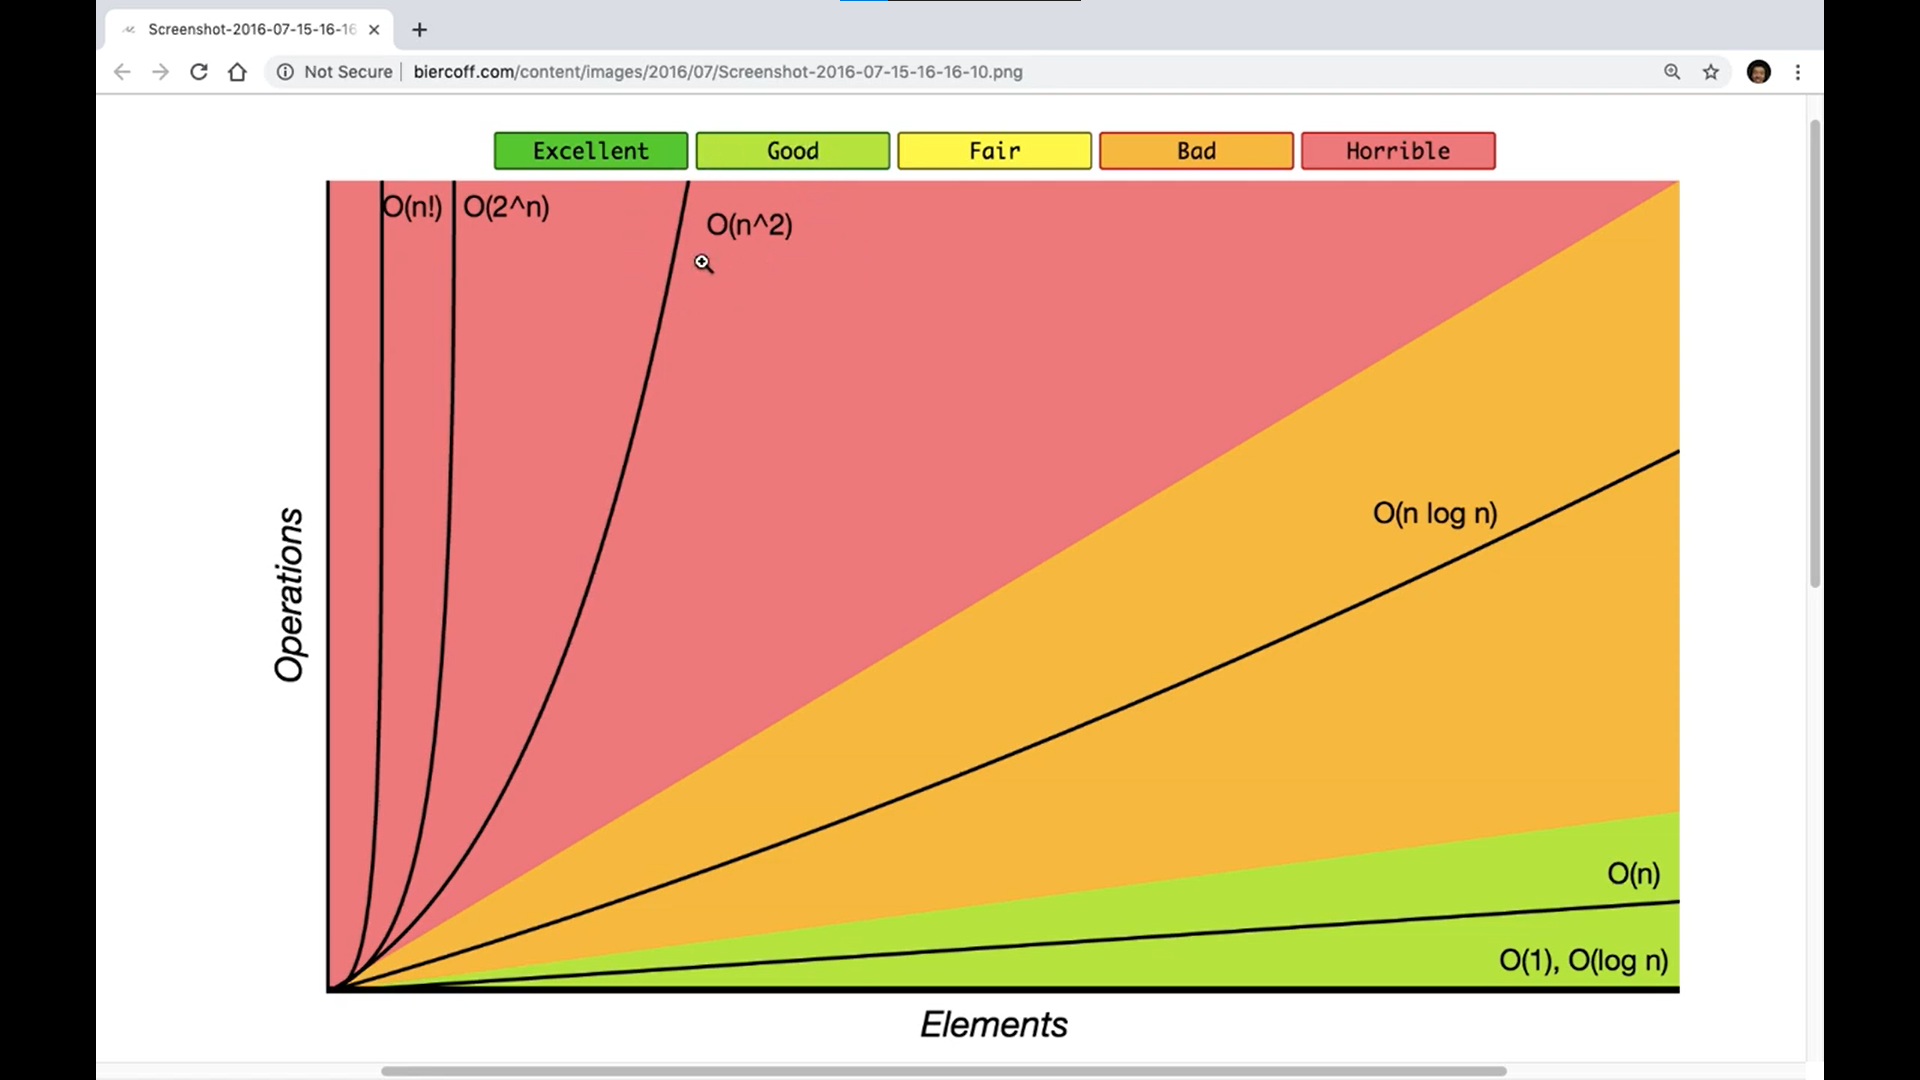 Screenshot-2016-07-15-16-16
Not Secure | biercoff.com/content/images/2016/07/Screenshot-2016-07-15-16-16-10.png
Excellent Good Fair Bad Horrible
O(n!) O(2^n)
O(n^2)
O(n log n)
Operations
O(n)
O(1), O(log n)
Elements